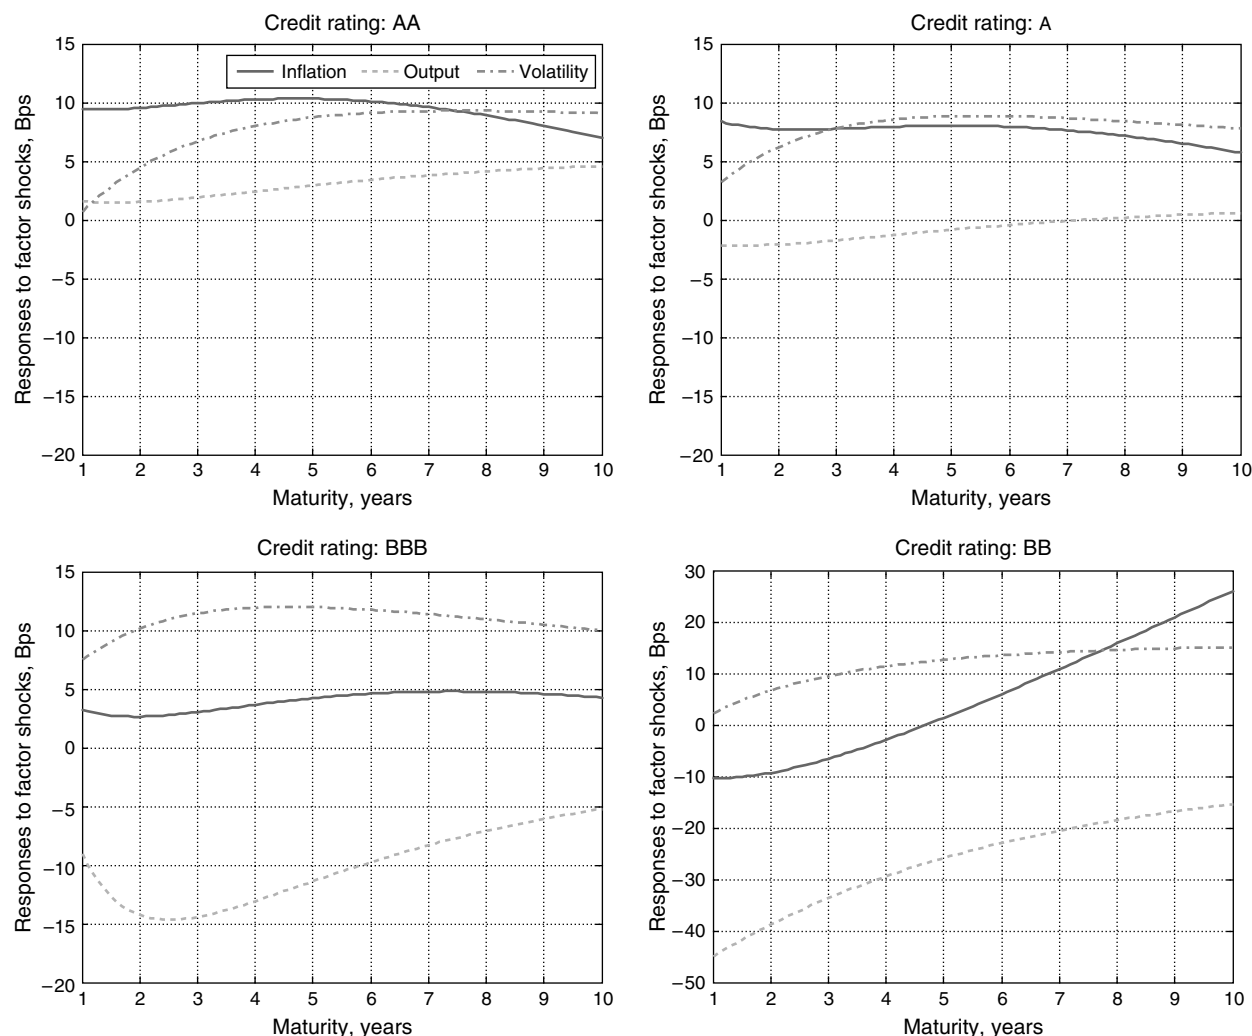 Credit rating: AA
15
10
5
0
−5
−10
−15
−20
Responses to factor shocks, Bps
Inflation Output Volatility
1 2 3 4 5 6 7 8 9 10
Maturity, years
Credit rating: A
15
10
5
0
−5
−10
−15
−20
Responses to factor shocks, Bps
1 2 3 4 5 6 7 8 9 10
Maturity, years
Credit rating: BBB
15
10
5
0
−5
−10
−15
−20
Responses to factor shocks, Bps
1 2 3 4 5 6 7 8 9 10
Maturity, years
Credit rating: BB
30
20
10
0
−10
−20
−30
−40
−50
Responses to factor shocks, Bps
1 2 3 4 5 6 7 8 9 10
Maturity, years